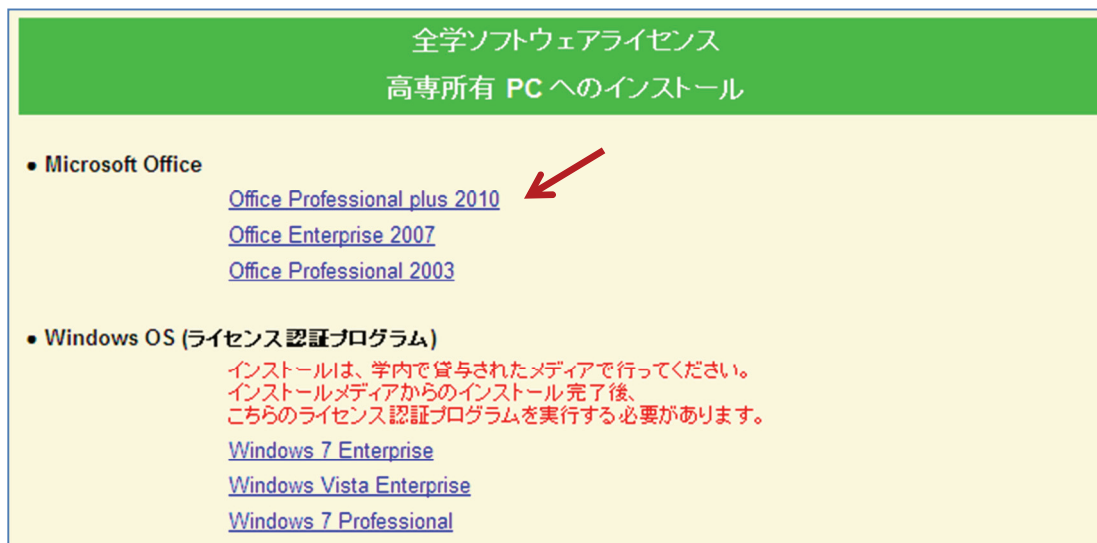 全学ソフトウェアライセンス
高専所有 PC へのインストール
• Microsoft Office
Office Professional plus 2010
Office Enterprise 2007
Office Professional 2003
• Windows OS (ライセンス認証プログラム)
インストールは、学内で貸与されたメディアで行ってください。
インストールメディアからのインストール完了後、
こちらのライセンス認証プログラムを実行する必要があります。
Windows 7 Enterprise
Windows Vista Enterprise
Windows 7 Professional